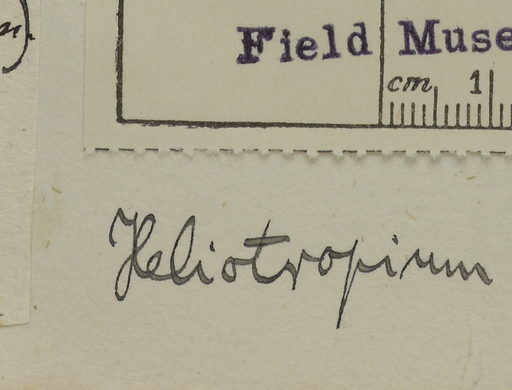 Field Muse
cm 1
Heliotropium